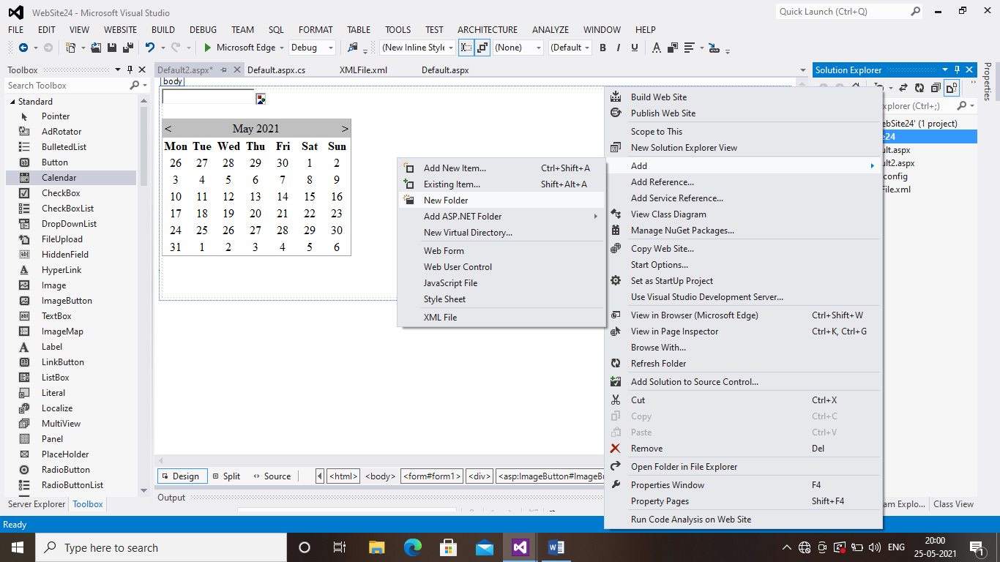 WebSite24 - Microsoft Visual Studio
Quick Launch (Ctrl+Q)
FILE EDIT VIEW WEBSITE BUILD DEBUG TEAM SQL FORMAT TABLE TOOLS TEST ARCHITECTURE ANALYZE WINDOW HELP
Microsoft Edge Debug (New Inline Style (None) (Default B I U A
Toolbox
Search Toolbox
Standard
Pointer
AdRotator
BulletedList
Button
Calendar
CheckBox
CheckBoxList
DropDownList
FileUpload
HiddenField
HyperLink
Image
ImageButton
TextBox
ImageMap
Label
LinkButton
ListBox
Literal
Localize
MultiView
Panel
PlaceHolder
RadioButton
RadioButtonList
Server Explorer Toolbox
Default2.aspx* Default.aspx.cs XMLFile.xml Default.aspx
body
< May 2021 >
Mon Tue Wed Thu Fri Sat Sun
26 27 28 29 30 1 2
3 4 5 6 7 8 9
10 11 12 13 14 15 16
17 18 19 20 21 22 23
24 25 26 27 28 29 30
31 1 2 3 4 5 6
Design Split Source <html> <body> <form#form1> <div> <asp:ImageButton#ImageBu
Output
Add New Item... Ctrl+Shift+A
Existing Item... Shift+Alt+A
New Folder
Add ASP.NET Folder
New Virtual Directory...
Web Form
Web User Control
JavaScript File
Style Sheet
XML File
Build Web Site
Publish Web Site
Scope to This
New Solution Explorer View
Add
Add Reference...
Add Service Reference...
View Class Diagram
Manage NuGet Packages...
Copy Web Site...
Start Options...
Set as StartUp Project
Use Visual Studio Development Server...
View in Browser (Microsoft Edge) Ctrl+Shift+W
View in Page Inspector Ctrl+K, Ctrl+G
Browse With...
Refresh Folder
Add Solution to Source Control...
Cut Ctrl+X
Copy Ctrl+C
Paste Ctrl+V
Remove Del
Open Folder in File Explorer
Properties Window F4
Property Pages Shift+F4
Run Code Analysis on Web Site
Solution Explorer
xplorer (Ctrl+;)
ebSite24' (1 project)
e24
ult.aspx
ult2.aspx
config
File.xml
am Explo... Class View
Properties
Ready
Type here to search
ENG
20:00
25-05-2021
1